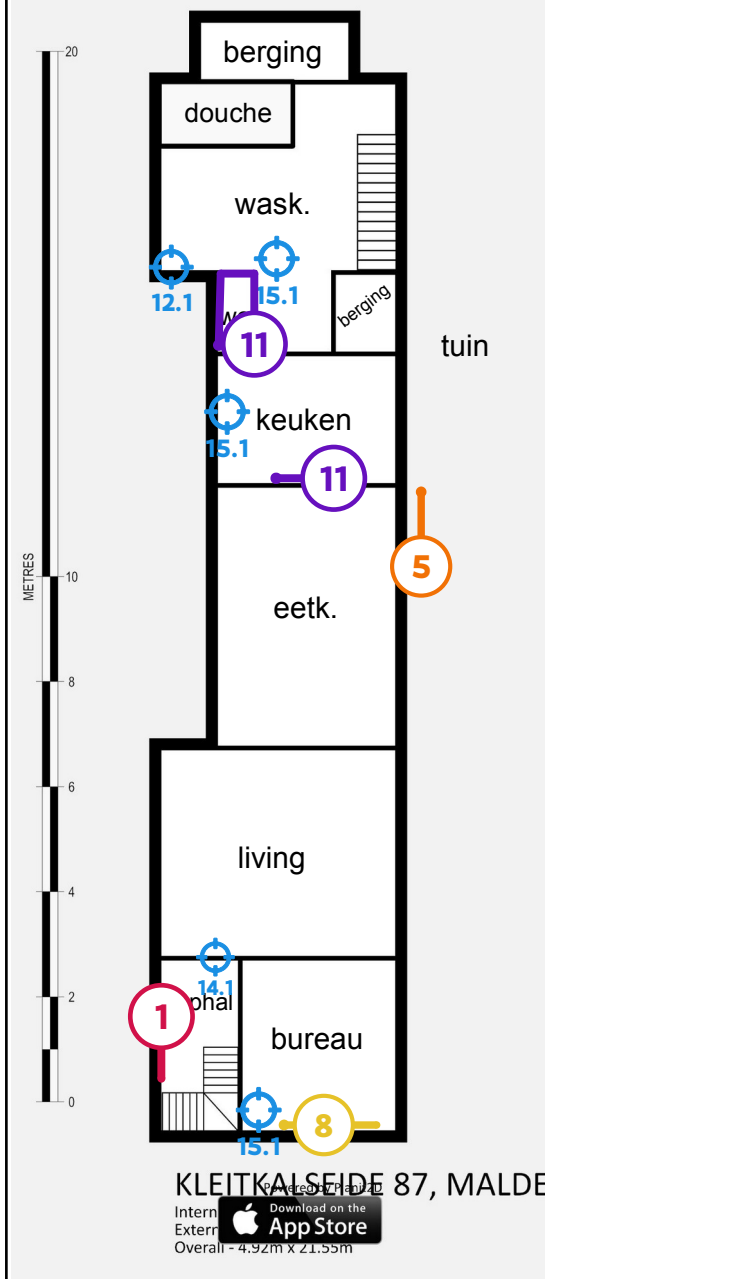 20
berging
douche
wask.
12.1
15.1
berging
11
tuin
keuken
15.1
11
METRES
10
5
eetk.
8
6
living
4
14.1
2
1
phal
bureau
0
8
15.1
KLEITKALSEIDE 87, MALDE
Powered by
Intern
Download on the
App Store
Extern
Overall - 4.92m x 21.55m